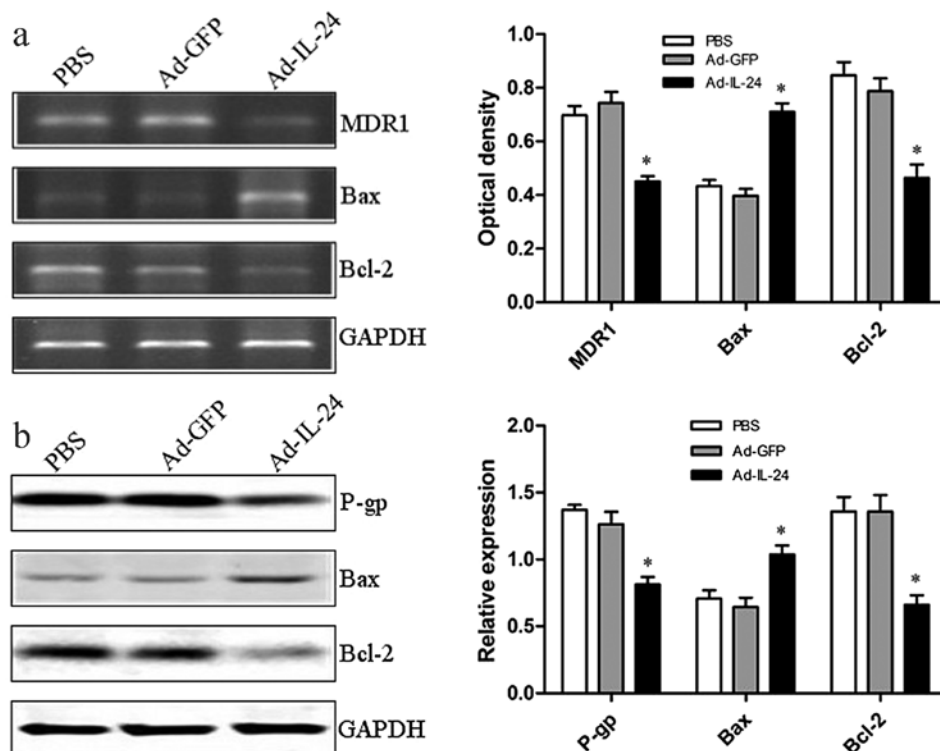 a
PBS
Ad-GFP
Ad-IL-24
MDR1
Bax
Bcl-2
GAPDH
Optical density
0.0
0.2
0.4
0.6
0.8
1.0
PBS
Ad-GFP
Ad-IL-24
*
*
*
MDR1
Bax
Bcl-2
b
PBS
Ad-GFP
Ad-IL-24
P-gp
Bax
Bcl-2
GAPDH
Relative expression
2.0
1.5
1.0
0.5
0.0
PBS
Ad-GFP
Ad-IL-24
*
*
*
P-gp
Bax
Bcl-2